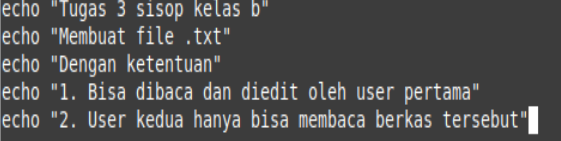 echo "Tugas 3 sisop kelas b"
echo "Membuat file .txt"
echo "Dengan ketentuan"
echo "1. Bisa dibaca dan diedit oleh user pertama"
echo "2. User kedua hanya bisa membaca berkas tersebut"